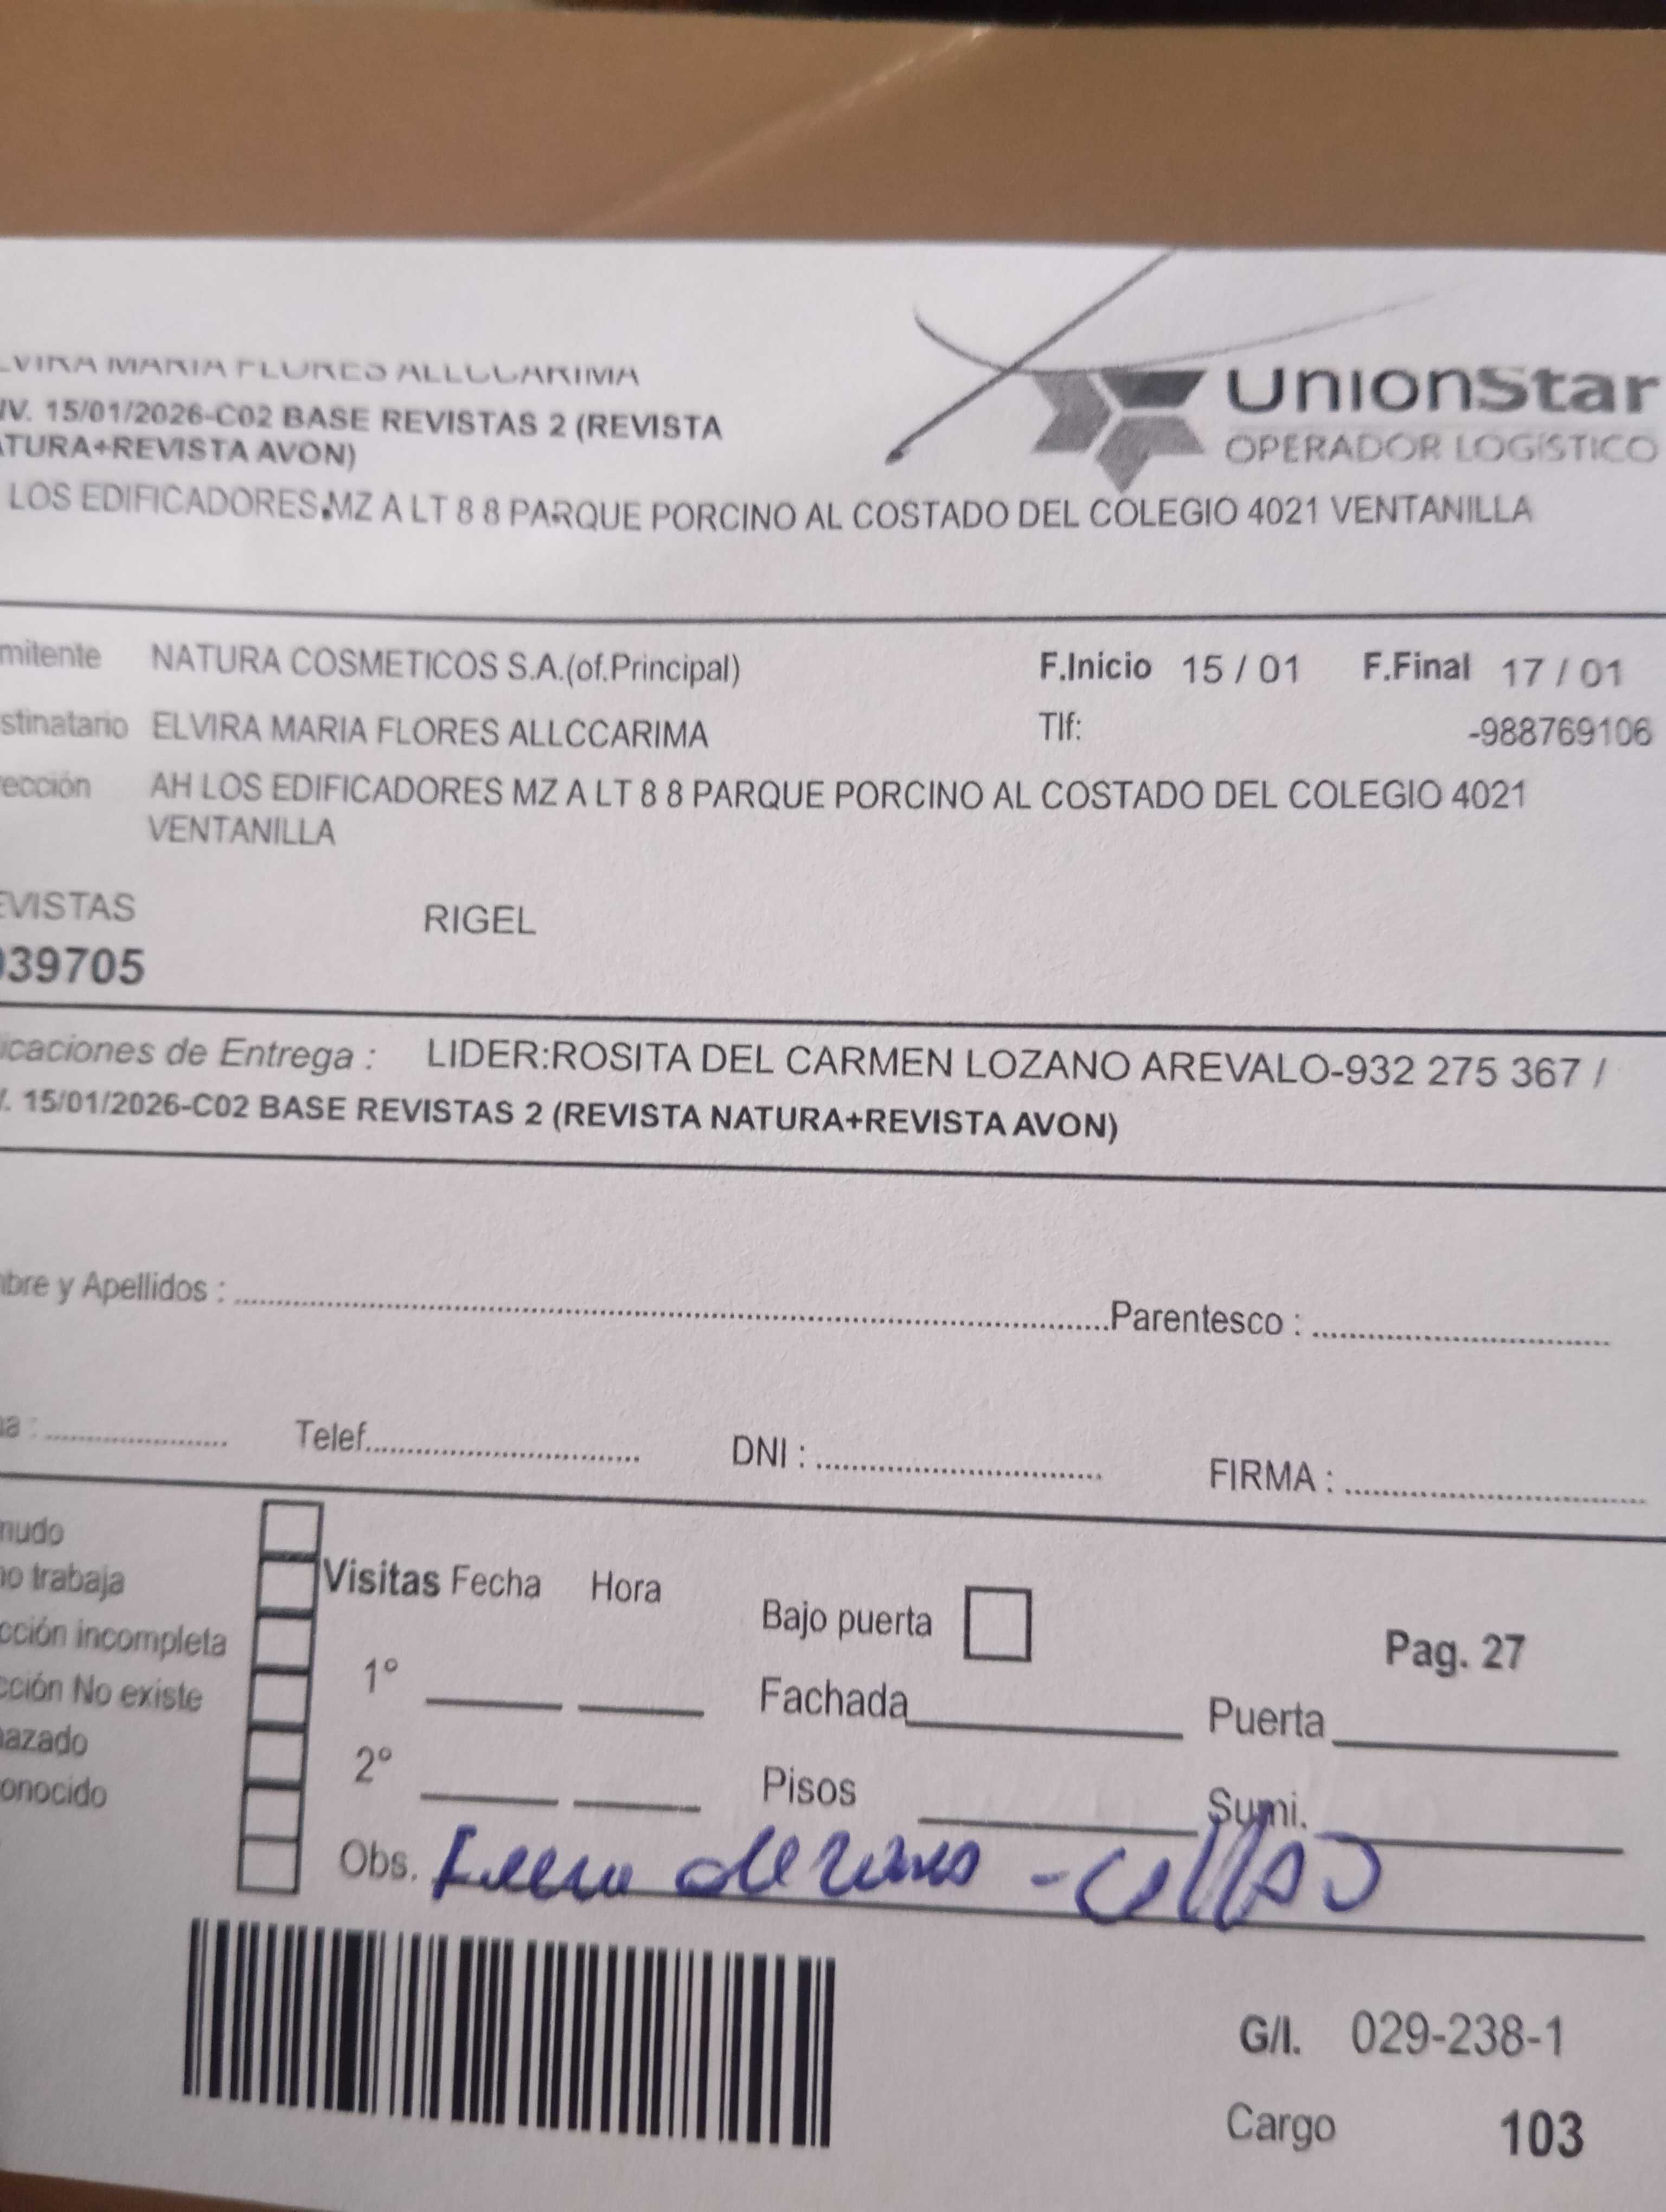 LVIRA MARIA FLORES ALLCCARIMA
NV. 15/01/2026-C02 BASE REVISTAS 2 (REVISTA
ATURA+REVISTA AVON)
LOS EDIFICADORES MZ A LT 8 8 PARQUE PORCINO AL COSTADO DEL COLEGIO 4021 VENTANILLA
UnionStar
OPERADOR LOGÍSTICO
mitente NATURA COSMETICOS S.A.(of.Principal) F.Inicio 15 / 01 F.Final 17 / 01
stinatario ELVIRA MARIA FLORES ALLCCARIMA Tlf: -988769106
ección AH LOS EDIFICADORES MZ A LT 8 8 PARQUE PORCINO AL COSTADO DEL COLEGIO 4021
VENTANILLA
EVISTAS RIGEL
039705
icaciones de Entrega : LIDER:ROSITA DEL CARMEN LOZANO AREVALO-932 275 367 /
V. 15/01/2026-C02 BASE REVISTAS 2 (REVISTA NATURA+REVISTA AVON)
bre y Apellidos : Parentesco :
a : Telef. DNI : FIRMA :
mudo
no trabaja
cción incompleta
cción No existe
hazado
onocido
Visitas Fecha Hora
1°
2°
Bajo puerta
Fachada Puerta
Pisos Sumi.
Pag. 27
Obs.
G/I. 029-238-1
Cargo 103